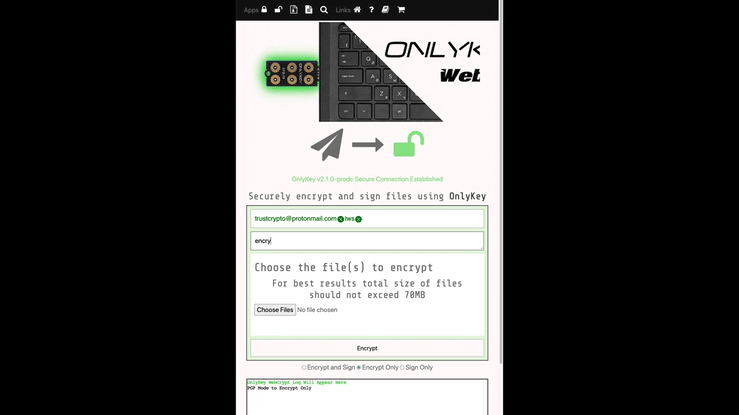 Apps Links
ONLYK
Web
OnlyKey v2.1.0-prodc Secure Connection Established
Securely encrypt and sign files using OnlyKey
trustcrypto@protonmail.com hws
encry
Choose the file(s) to encrypt
For best results total size of files
should not exceed 70MB
Choose Files No file chosen
Encrypt
Encrypt and Sign Encrypt Only Sign Only
OnlyKey WebCrypt Log Will Appear Here
PGP Mode to Encrypt Only